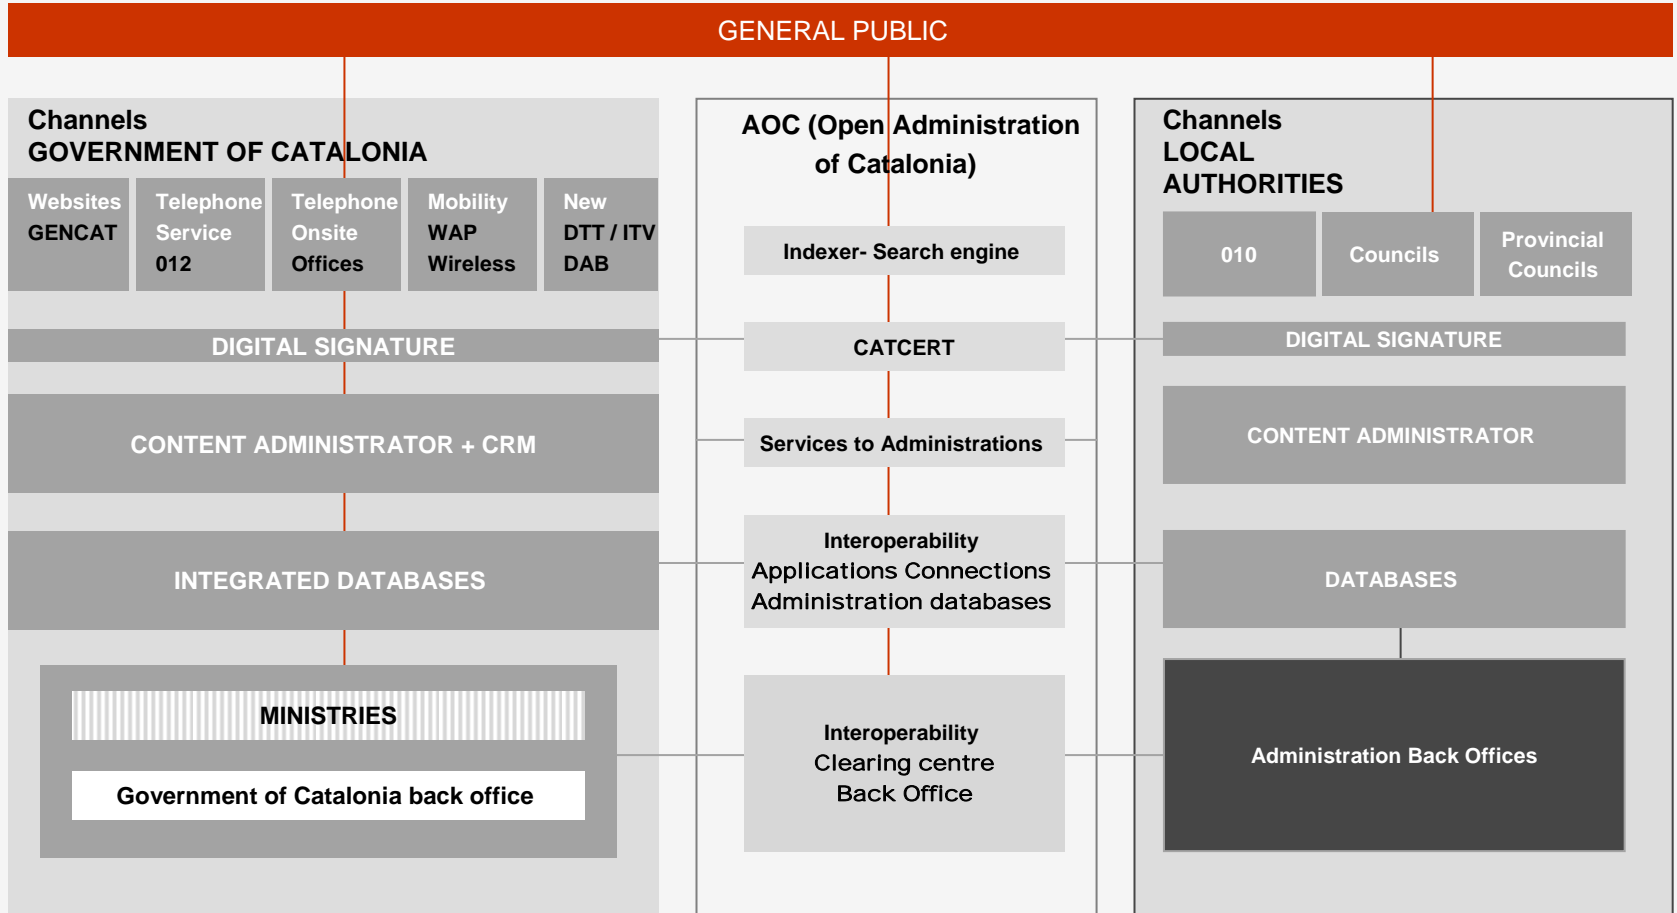 GENERAL PUBLIC
Channels
GOVERNMENT OF CATALONIA
Websites
GENCAT
Telephone
Service
012
Telephone
Onsite
Offices
Mobility
WAP
Wireless
New
DTT / ITV
DAB
DIGITAL SIGNATURE
CONTENT ADMINISTRATOR + CRM
INTEGRATED DATABASES
MINISTRIES
Government of Catalonia back office
AOC (Open Administration
of Catalonia)
Indexer- Search engine
CATCERT
Services to Administrations
Interoperability
Applications Connections
Administration databases
Interoperability
Clearing centre
Back Office
Channels
LOCAL
AUTHORITIES
010
Councils
Provincial
Councils
DIGITAL SIGNATURE
CONTENT ADMINISTRATOR
DATABASES
Administration Back Offices